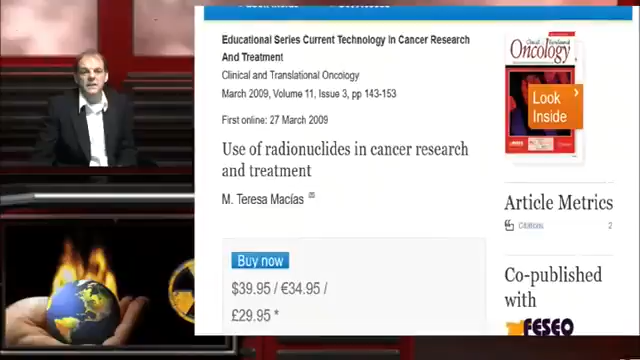 Educational Series Current Technology in Cancer Research
And Treatment
Clinical and Translational Oncology
March 2009, Volume 11, Issue 3, pp 143-153
First online: 27 March 2009
Use of radionuclides in cancer research
and treatment
M. Teresa Macías
Buy now
$39.95 / €34.95 /
£29.95 *
Oncology
Look
Inside
Article Metrics
Citations 2
Co-published
with
FESEO